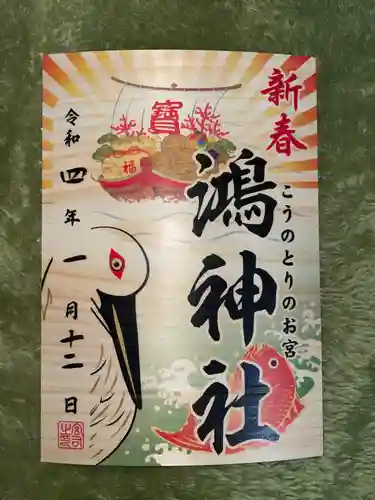 新春
こうのとりのお宮
鴻神社
寶
福
令和四年一月十二日